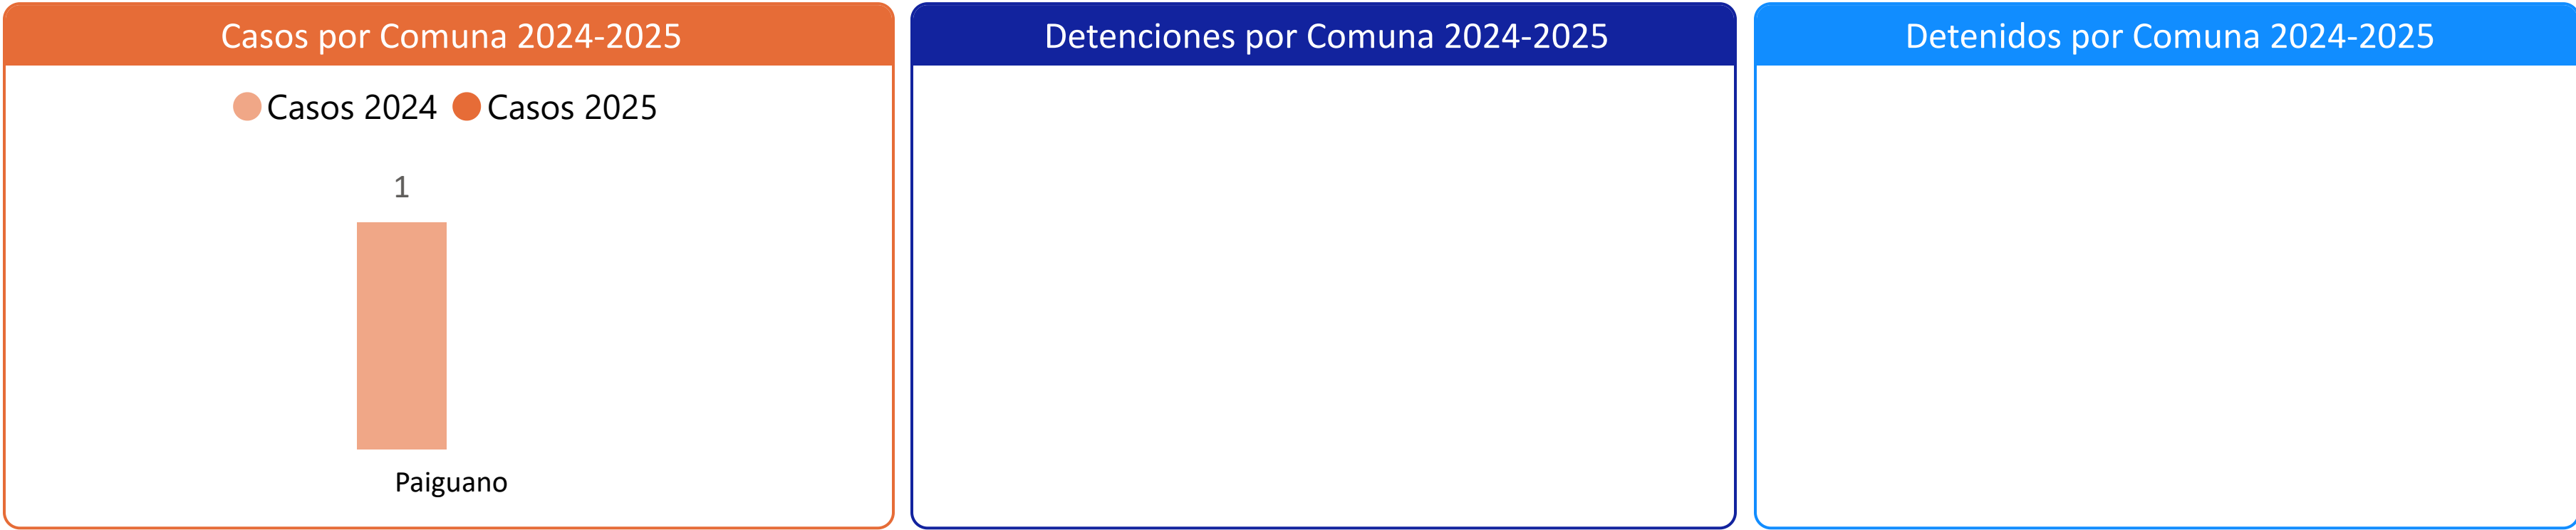 Casos por Comuna 2024-2025
Casos 2024 Casos 2025
1
Paiguano
Detenciones por Comuna 2024-2025
Detenidos por Comuna 2024-2025